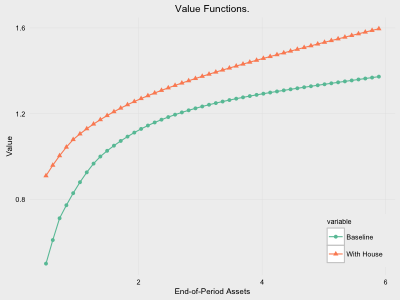 Value Functions.
1.6
1.2
0.8
Value
2
4
6
End-of-Period Assets
variable
Baseline
With House